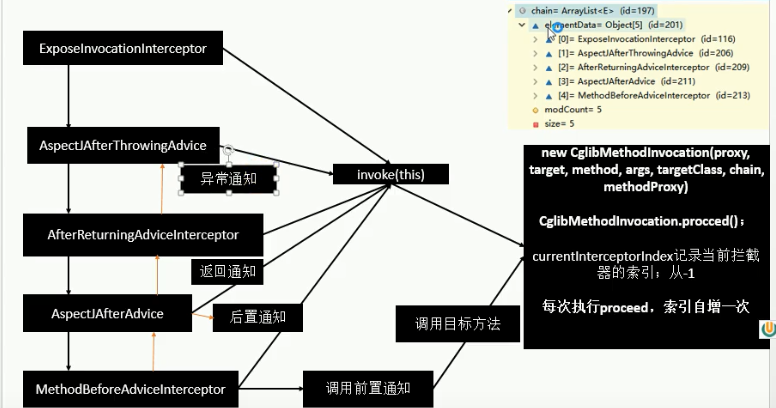 chain= ArrayList<E> (id=197)
elementData= Object[5] (id=201)
[0]= ExposeInvocationInterceptor (id=116)
[1]= AspectJAfterThrowingAdvice (id=206)
[2]= AfterReturningAdviceInterceptor (id=209)
[3]= AspectJAfterAdvice (id=211)
[4]= MethodBeforeAdviceInterceptor (id=213)
modCount= 5
size= 5
ExposeInvocationInterceptor
AspectJAfterThrowingAdvice
异常通知
invoke(this)
AfterReturningAdviceInterceptor
返回通知
AspectJAfterAdvice
后置通知
MethodBeforeAdviceInterceptor
调用前置通知
调用目标方法
new CglibMethodInvocation(proxy,
target, method, args, targetClass, chain,
methodProxy)
CglibMethodInvocation.procced();
currentInterceptorIndex记录当前拦截
器的索引；从-1
每次执行proceed，索引自增一次